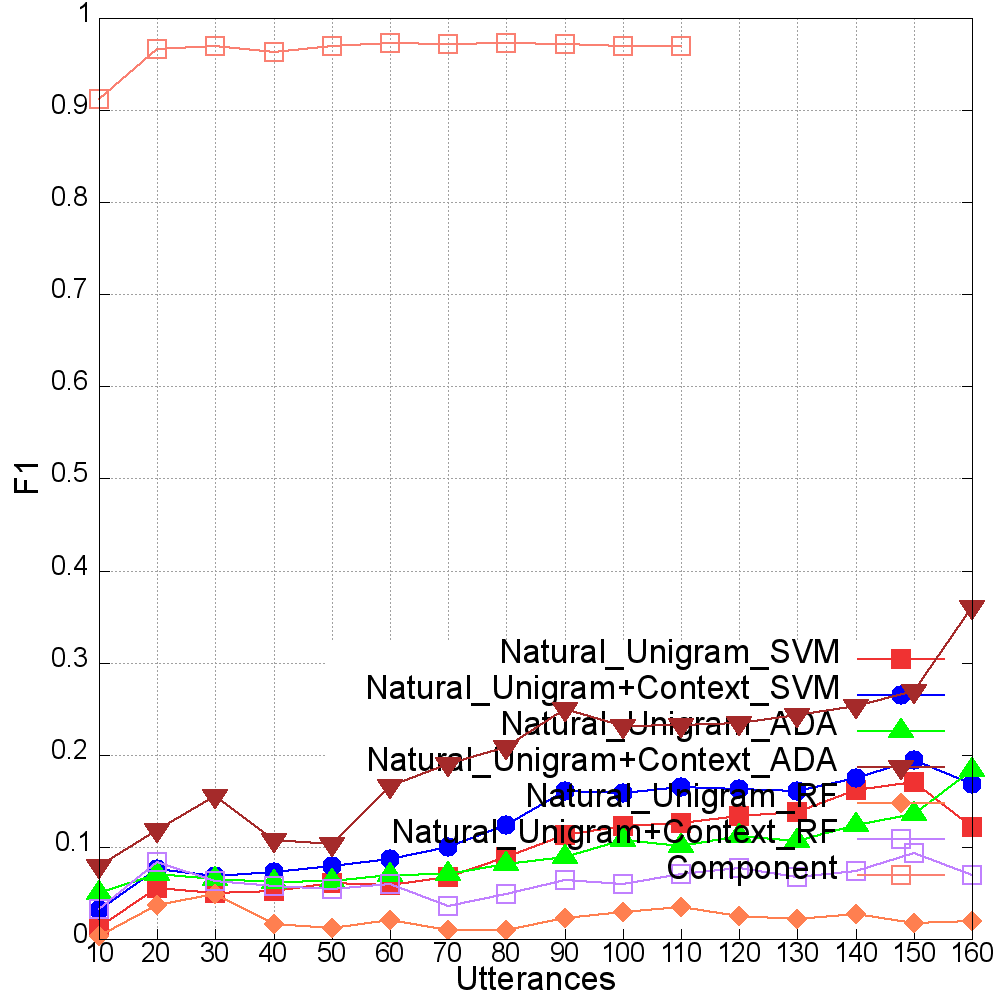 1
0.9
0.8
0.7
0.6
0.5
0.4
0.3
0.2
0.1
0
F1
Natural_Unigram_SVM
Natural_Unigram+Context_SVM
Natural_Unigram_ADA
Natural_Unigram+Context_ADA
Natural_Unigram_RF
Natural_Unigram+Context_RF
Component
10 20 30 40 50 60 70 80 90 100 110 120 130 140 150 160
Utterances